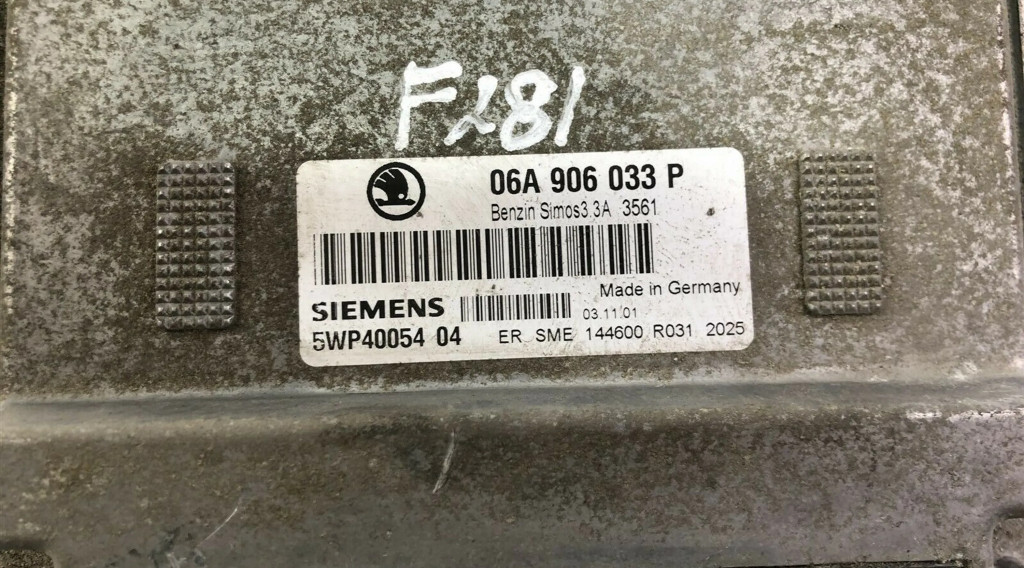 F281
06A 906 033 P
Benzin Simos3.3A 3561
Made in Germany
SIEMENS 03.11.01
5WP40054 04 ER SME 144600 R031 2025